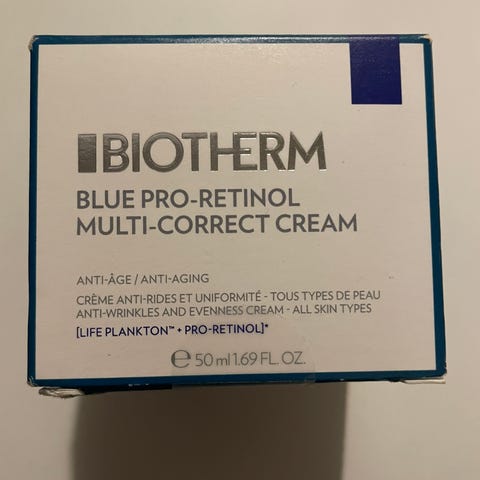 BIOTHERM
BLUE PRO-RETINOL
MULTI-CORRECT CREAM
ANTI-ÂGE / ANTI-AGING
CRÈME ANTI-RIDES ET UNIFORMITÉ - TOUS TYPES DE PEAU
ANTI-WRINKLES AND EVENNESS CREAM - ALL SKIN TYPES
[LIFE PLANKTON™ + PRO-RETINOL]*
℮ 50 ml 1.69 FL. OZ.